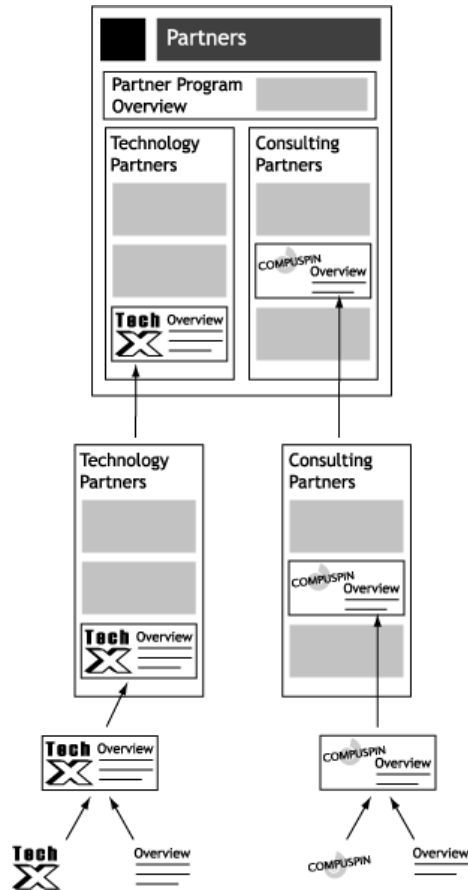 Partners
Partner Program
Overview
Technology
Partners
Consulting
Partners
COMPUSPIN
Overview
Tech
X
Overview
Technology
Partners
Consulting
Partners
COMPUSPIN
Overview
Tech
X
Overview
Tech
X
Overview
COMPUSPIN
Overview
Tech
X
Overview
COMPUSPIN
Overview